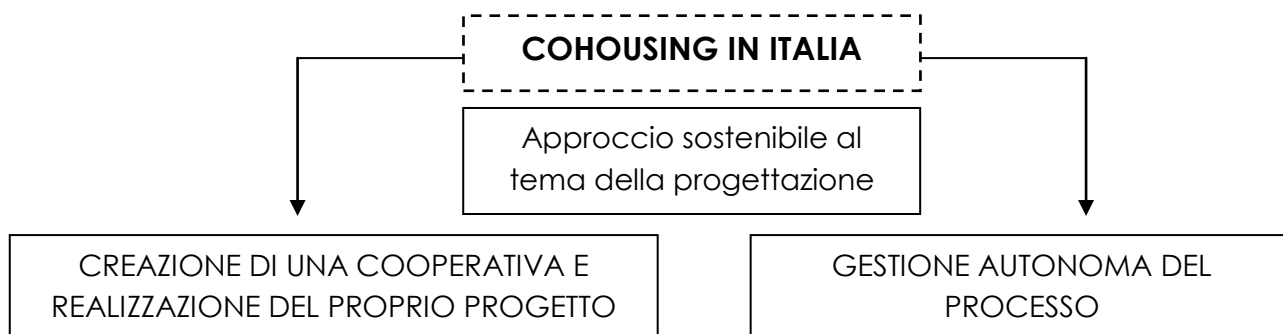 COHOUSING IN ITALIA
Approccio sostenibile al
tema della progettazione
CREAZIONE DI UNA COOPERATIVA E
REALIZZAZIONE DEL PROPRIO PROGETTO
GESTIONE AUTONOMA DEL
PROCESSO